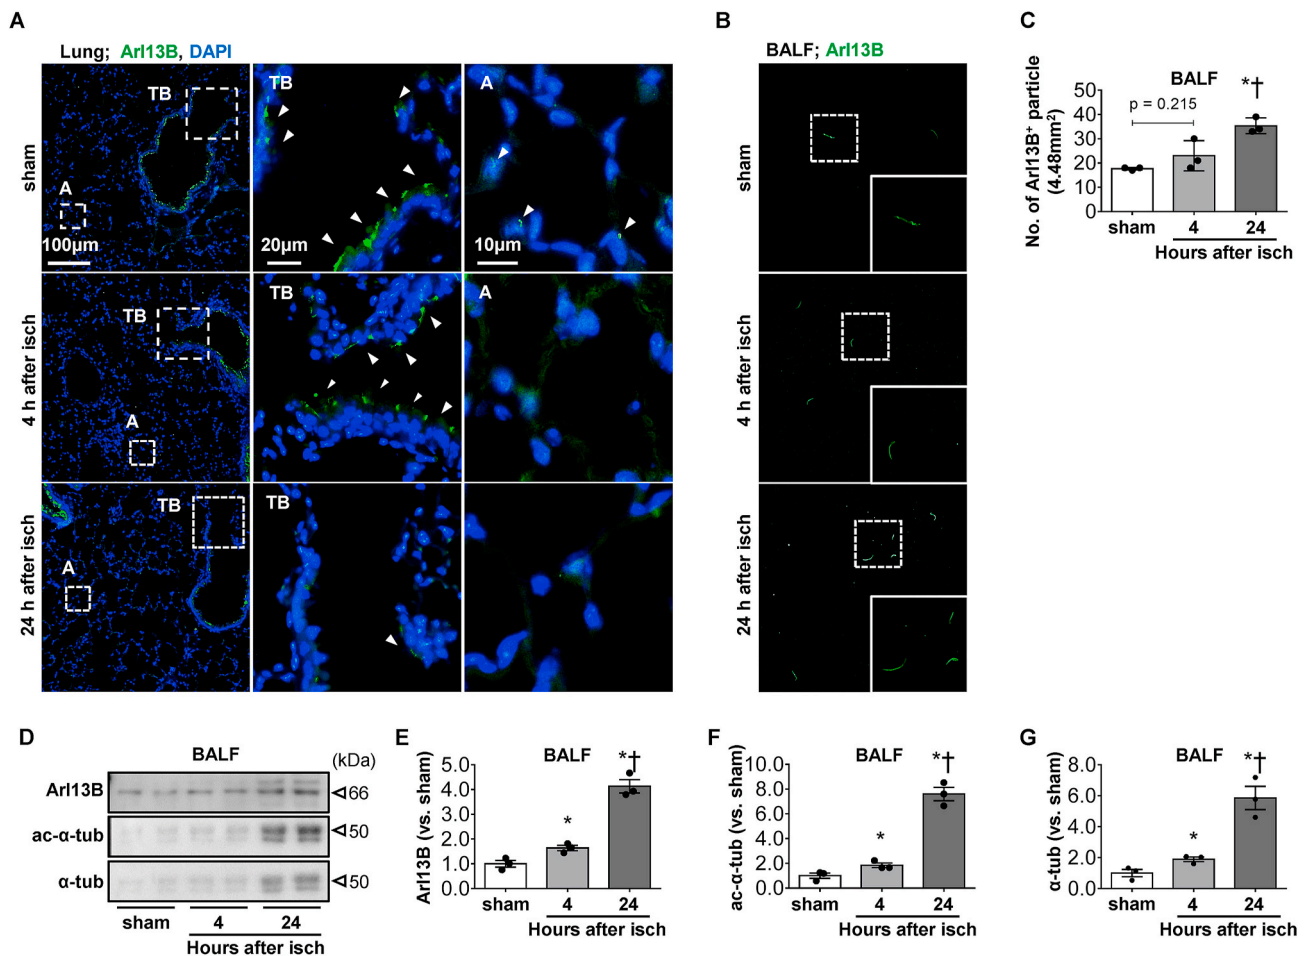 A
Lung; Arl13B, DAPI
sham
TB
A
100µm
TB
20µm
A
10µm
4 h after isch
TB
A
TB
A
24 h after isch
TB
A
TB
B
BALF; Arl13B
sham
4 h after isch
24 h after isch
C
No. of Arl13B⁺ particle
(4.48mm²)
BALF
*†
p = 0.215
50
40
30
20
10
0
sham
4
24
Hours after isch
D
BALF
(kDa)
Arl13B
66
ac-α-tub
50
α-tub
50
sham
4
24
Hours after isch
E
Arl13B (vs. sham)
BALF
*†
*
5.0
4.0
3.0
2.0
1.0
0.0
sham
4
24
Hours after isch
F
ac-α-tub (vs. sham)
BALF
*†
*
10.0
8.0
6.0
4.0
2.0
0.0
sham
4
24
Hours after isch
G
α-tub (vs. sham)
BALF
*†
*
8.0
6.0
4.0
2.0
0.0
sham
4
24
Hours after isch